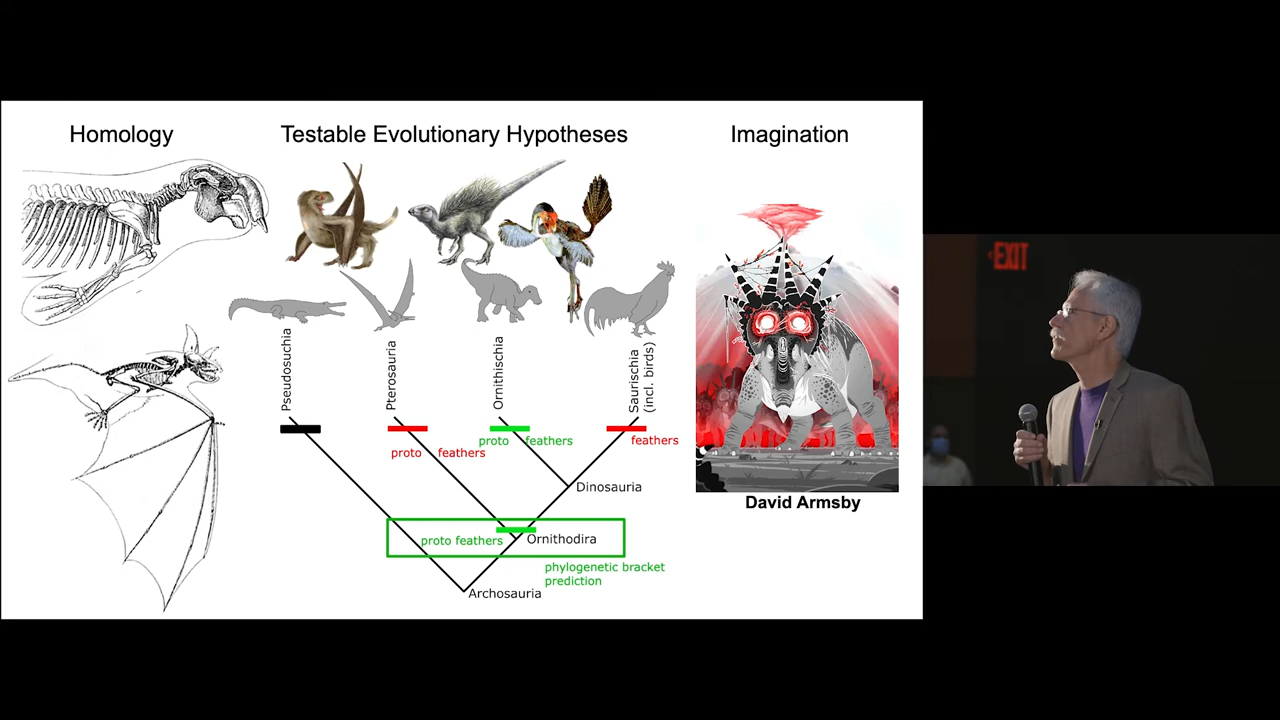 Homology
Testable Evolutionary Hypotheses
Imagination
Pseudosuchia
Pterosauria
Ornithischia
Saurischia
(incl. birds)
proto feathers
proto feathers
feathers
Dinosauria
proto feathers
Ornithodira
phylogenetic bracket
prediction
Archosauria
David Armsby
EXIT